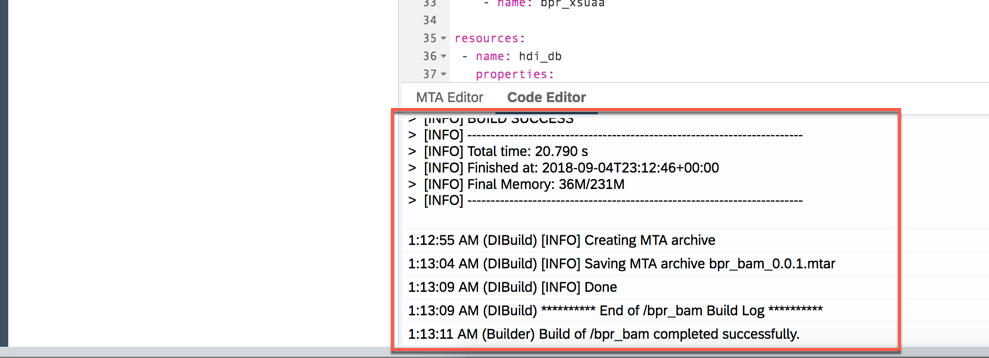 33 - name: bpr_xsuaa
34
35 resources:
36 - name: hdi_db
37 properties:
MTA Editor Code Editor
> [INFO] BUILD SUCCESS
> [INFO] ------------------------------------------------------------------------
> [INFO] Total time: 20.790 s
> [INFO] Finished at: 2018-09-04T23:12:46+00:00
> [INFO] Final Memory: 36M/231M
> [INFO] ------------------------------------------------------------------------
1:12:55 AM (DIBuild) [INFO] Creating MTA archive
1:13:04 AM (DIBuild) [INFO] Saving MTA archive bpr_bam_0.0.1.mtar
1:13:09 AM (DIBuild) [INFO] Done
1:13:09 AM (DIBuild) ********** End of /bpr_bam Build Log **********
1:13:11 AM (Builder) Build of /bpr_bam completed successfully.